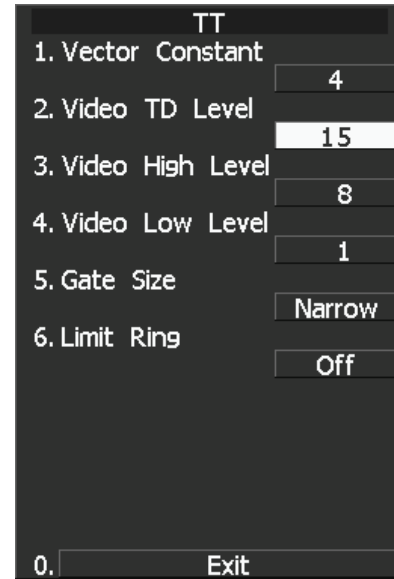 TT
1. Vector Constant
4
2. Video TD Level
15
3. Video High Level
8
4. Video Low Level
1
5. Gate Size
Narrow
6. Limit Ring
Off
0. Exit